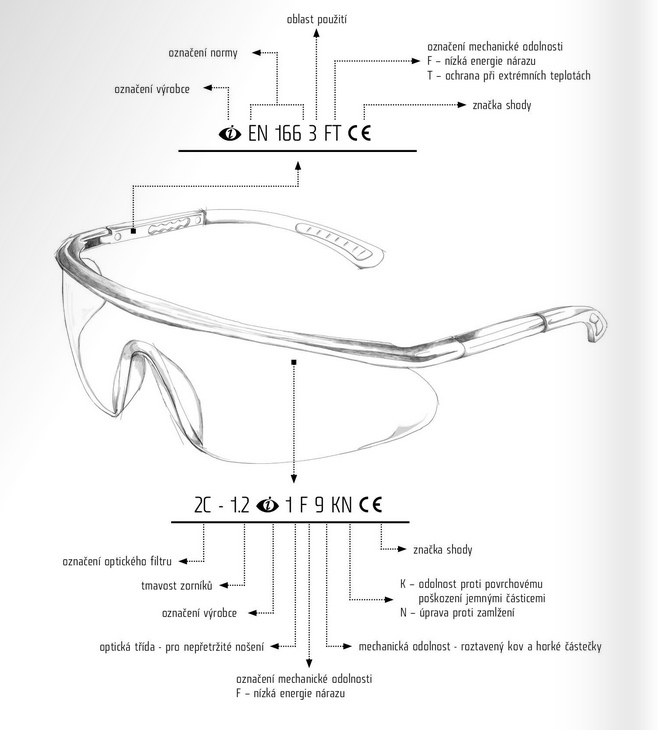 oblast použití
označení normy
označení mechanické odolnosti
F – nízká energie nárazu
T – ochrana při extrémních teplotách
označení výrobce
značka shody
i EN 166 3 FT CE
2C - 1.2 i 1 F 9 KN CE
značka shody
označení optického filtru
tmavost zorníků
K – odolnost proti povrchovému
poškození jemnými částicemi
N – úprava proti zamlžení
označení výrobce
optická třída - pro nepřetržité nošení
mechanická odolnost - roztavený kov a horké částečky
označení mechanické odolnosti
F – nízká energie nárazu